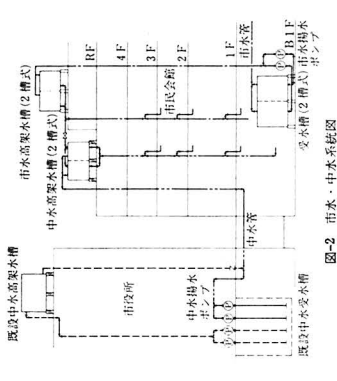 市水高架水槽(2槽式)
中水高架水槽(2槽式)
既設中水高架水槽
RF
4F
3F
2F
1F
B1F
市民会館
市水管
市水揚水
ポンプ
受水槽(2槽式)
中水管
市役所
中水揚水
ポンプ
既設中水受水槽
図-2 市水・中水系統図